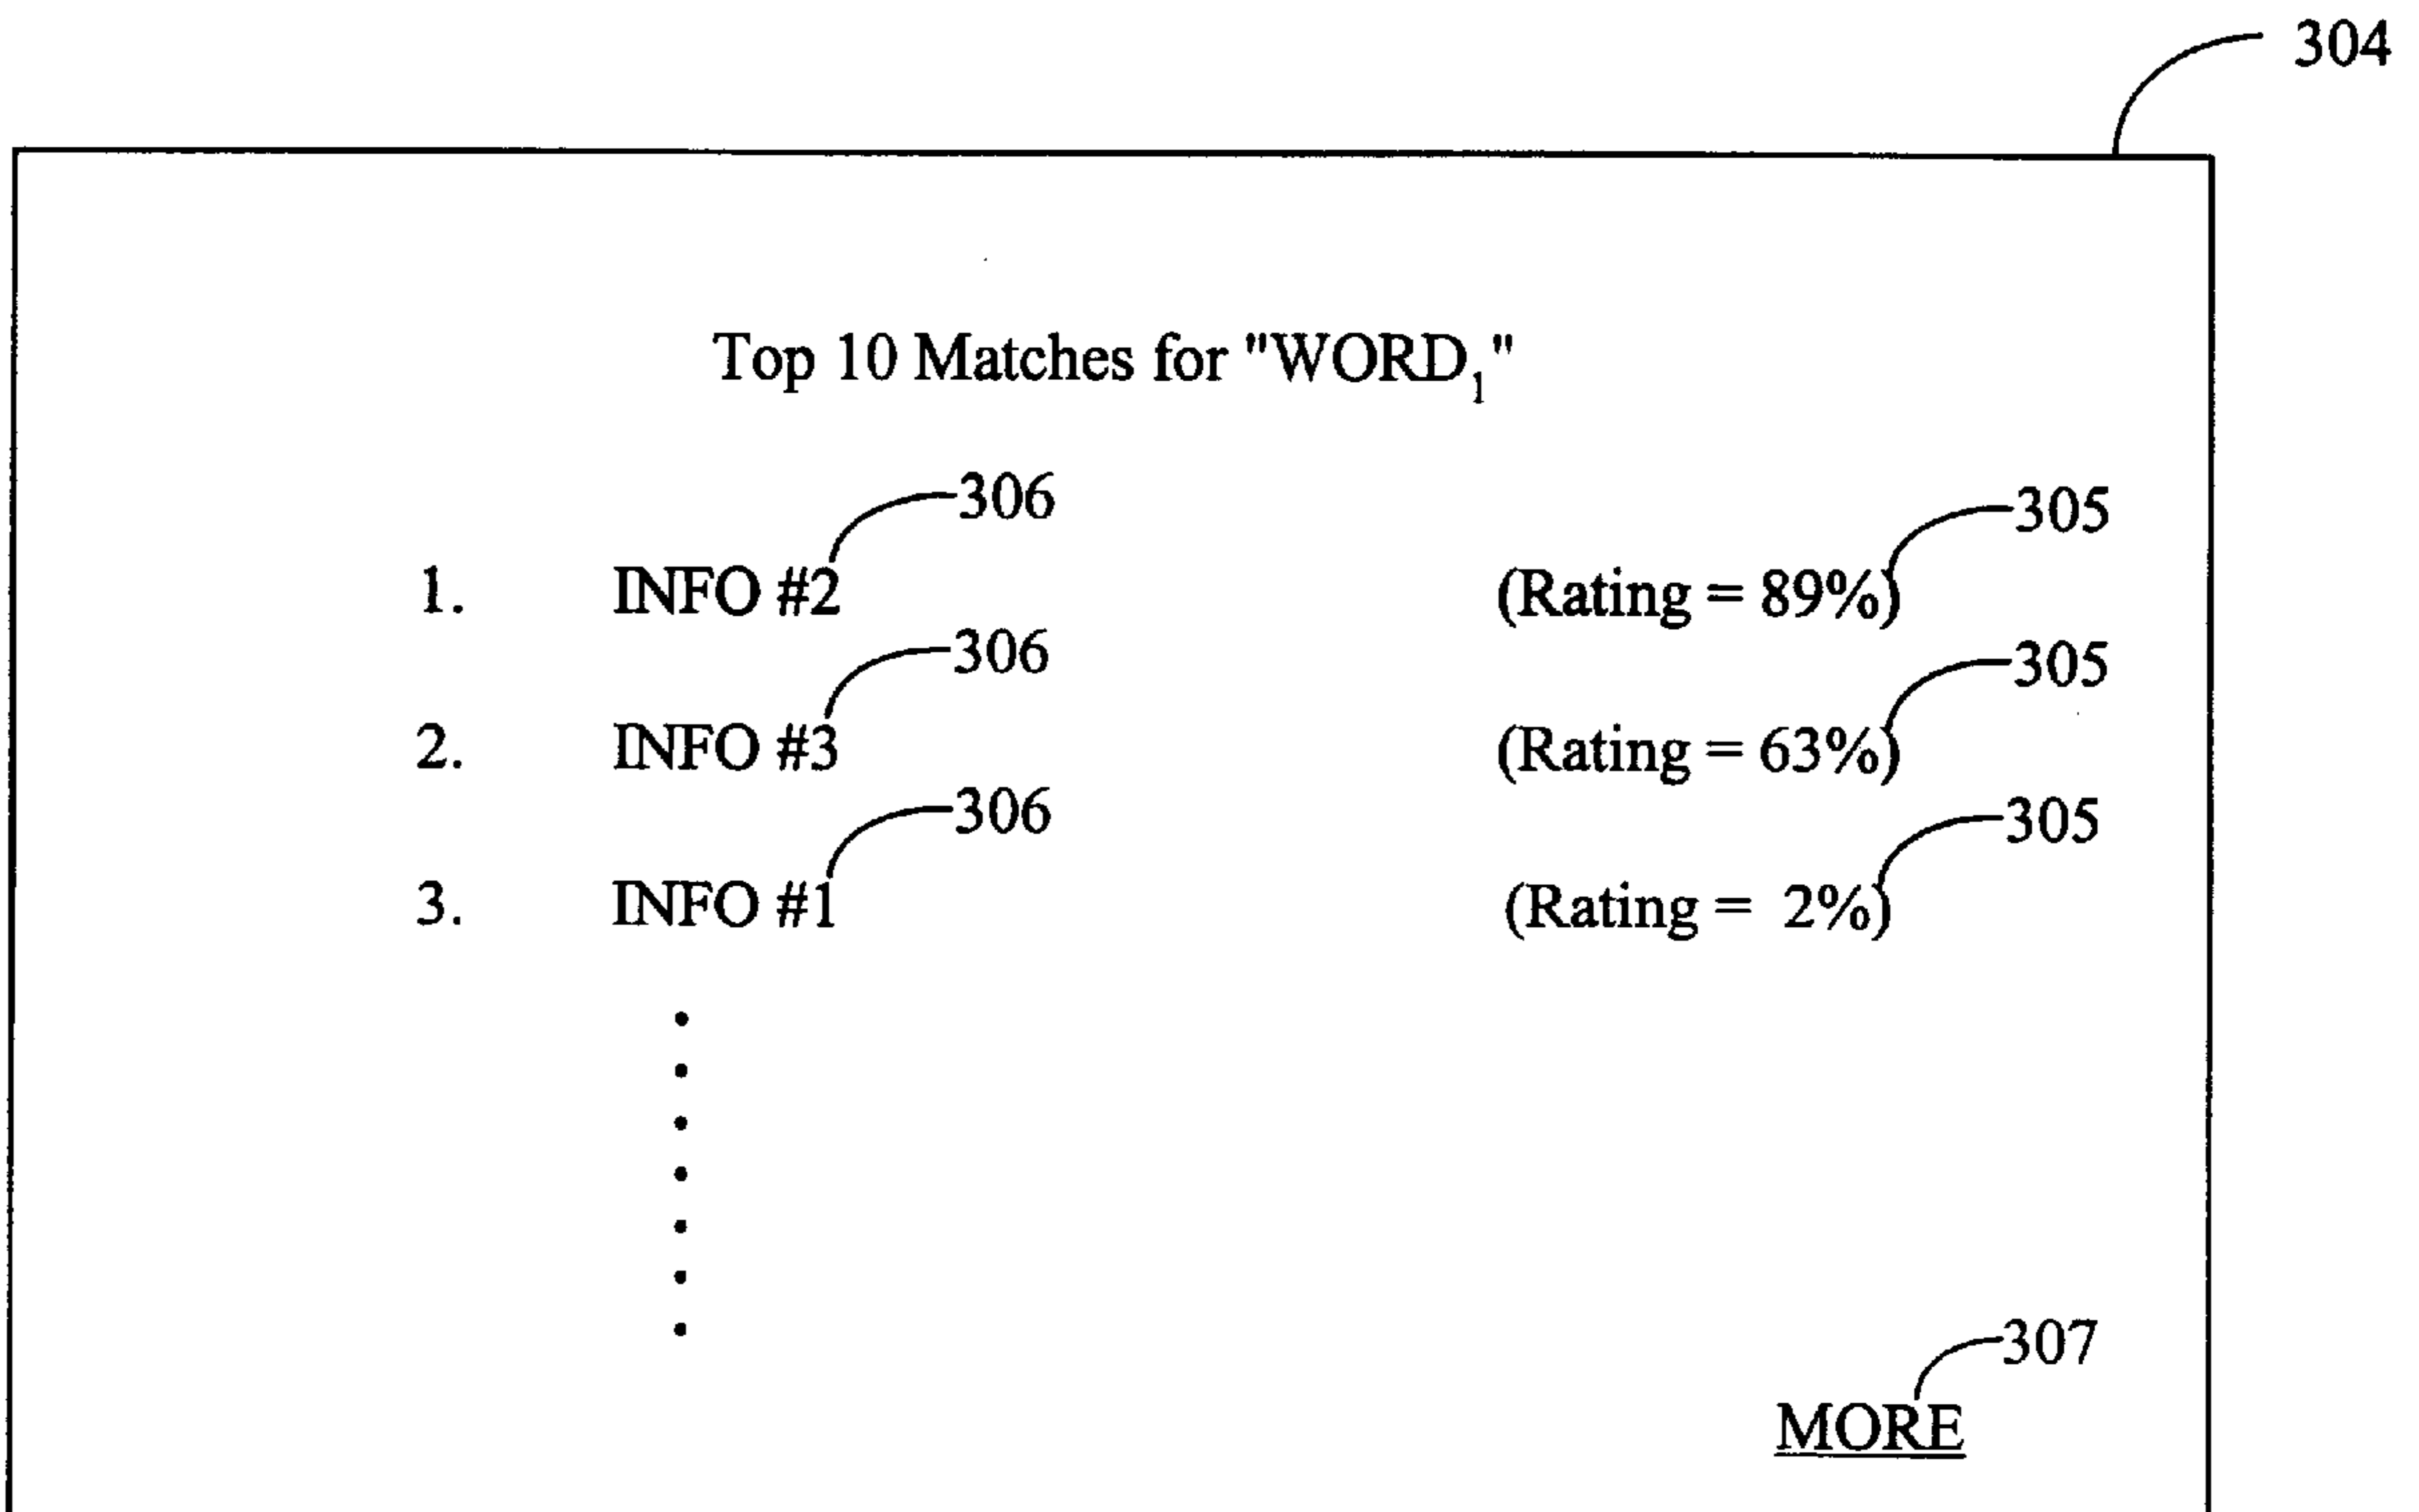 304
Top 10 Matches for "WORD₁"
306 305
1. INFO #2 (Rating = 89%)
306 305
2. INFO #3 (Rating = 63%)
306 305
3. INFO #1 (Rating = 2%)
307
MORE